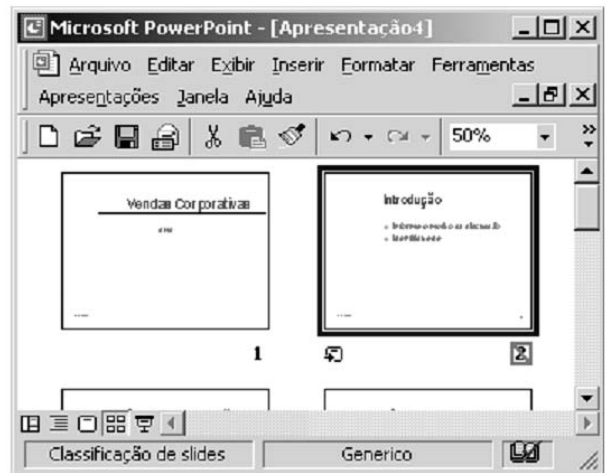 Microsoft PowerPoint - [Apresentação4]
Arquivo Editar Exibir Inserir Formatar Ferramentas
Apresentações Janela Ajuda
50%
Vendas Corporativas
Introdução
1
2
Classificação de slides
Generico